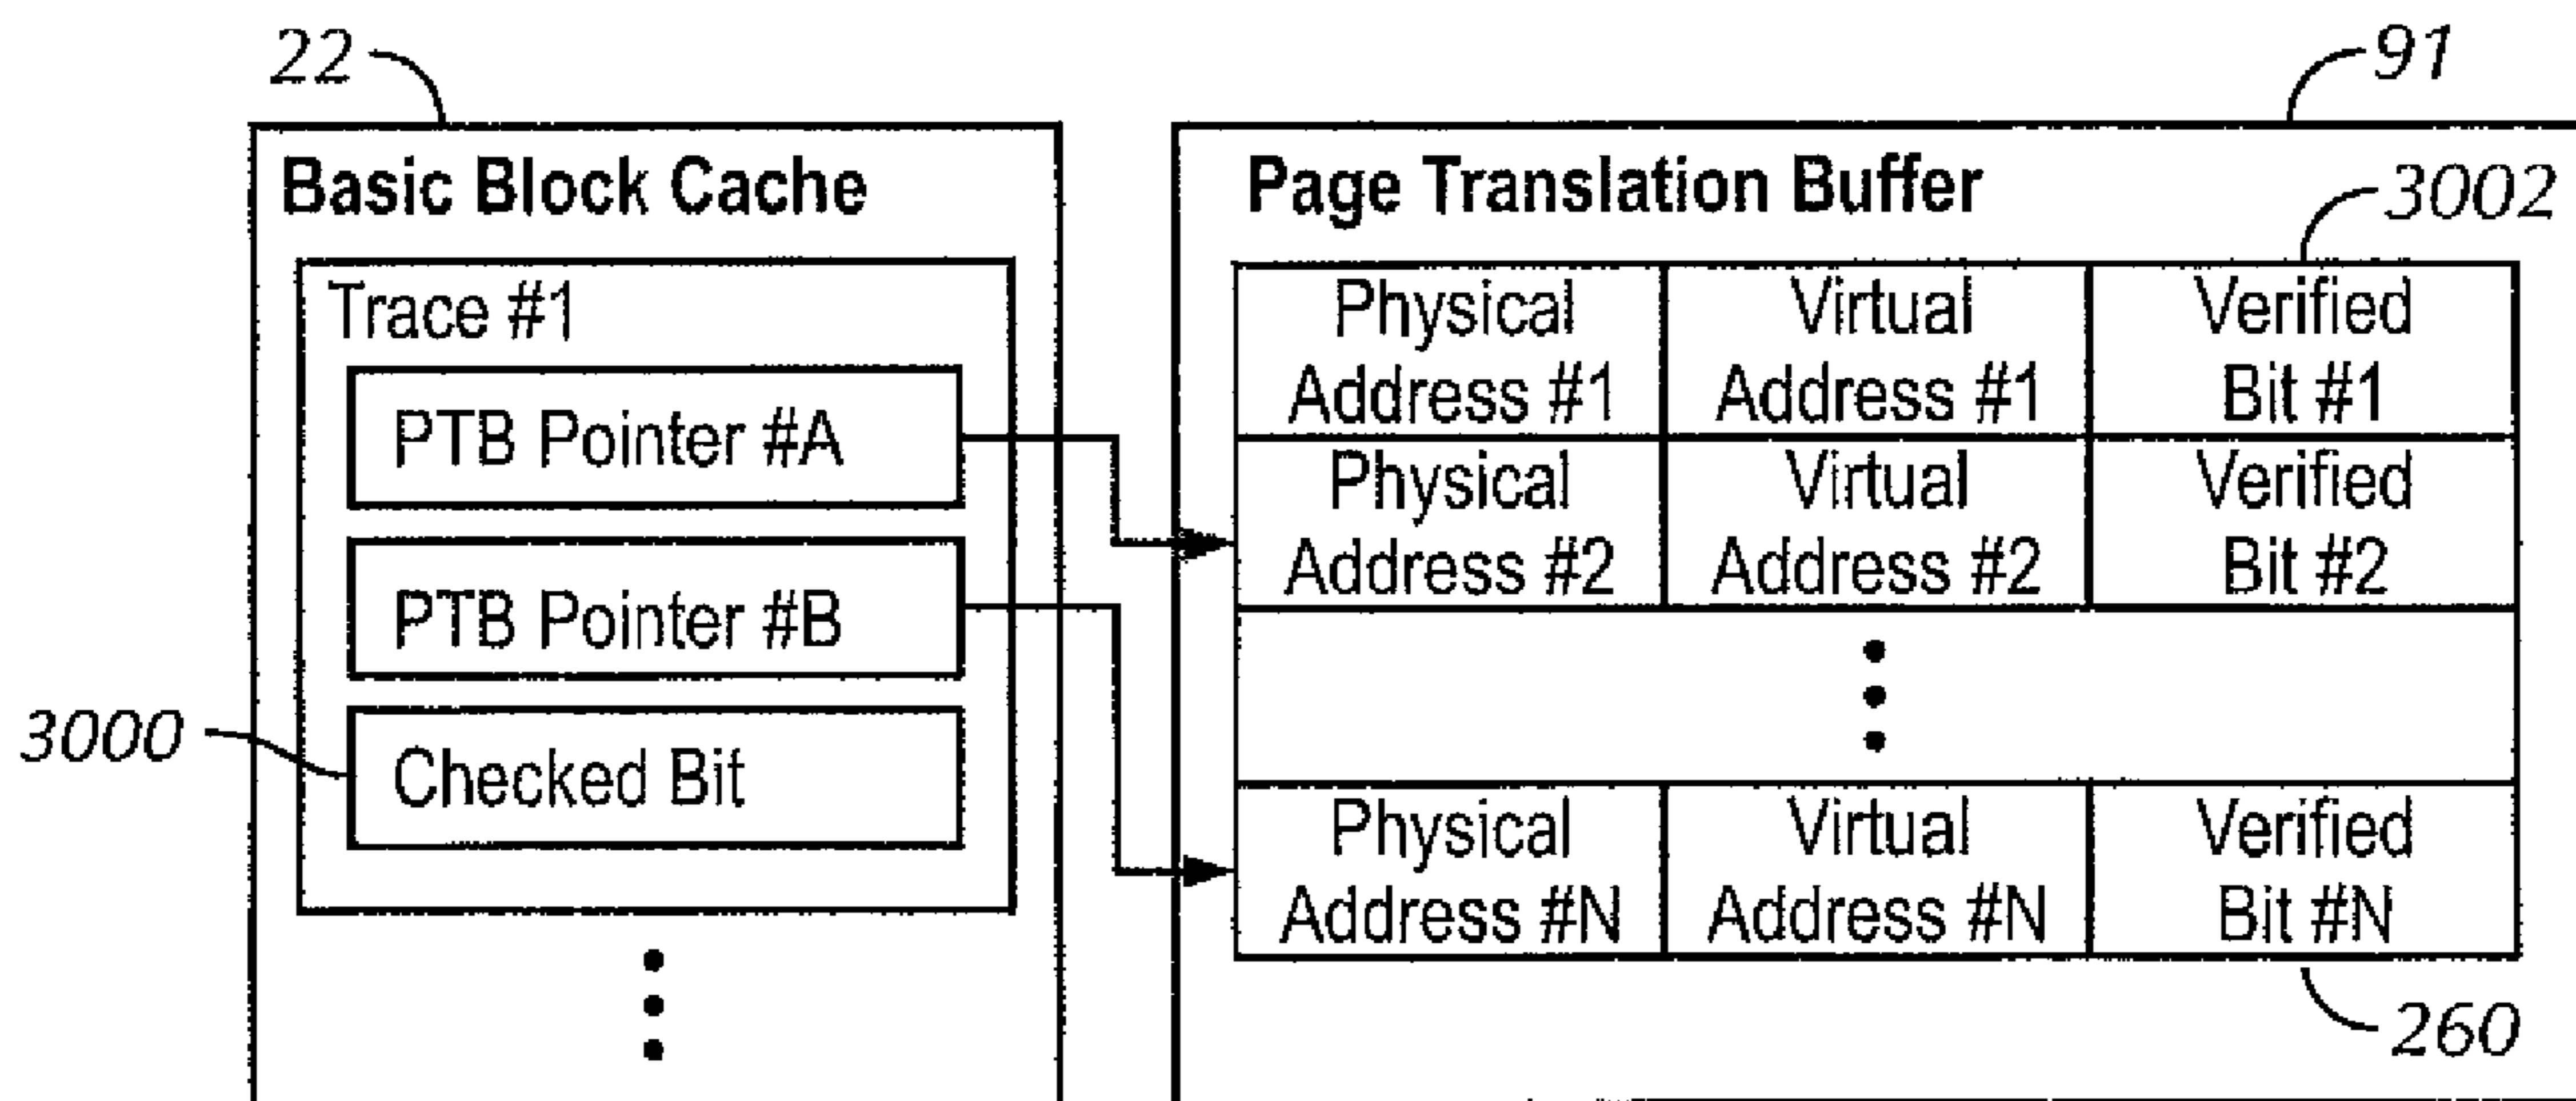 22
91
Basic Block Cache
Page Translation Buffer
3002
Trace #1
PTB Pointer #A
PTB Pointer #B
3000
Checked Bit
Physical
Address #1
Virtual
Address #1
Verified
Bit #1
Physical
Address #2
Virtual
Address #2
Verified
Bit #2
Physical
Address #N
Virtual
Address #N
Verified
Bit #N
260